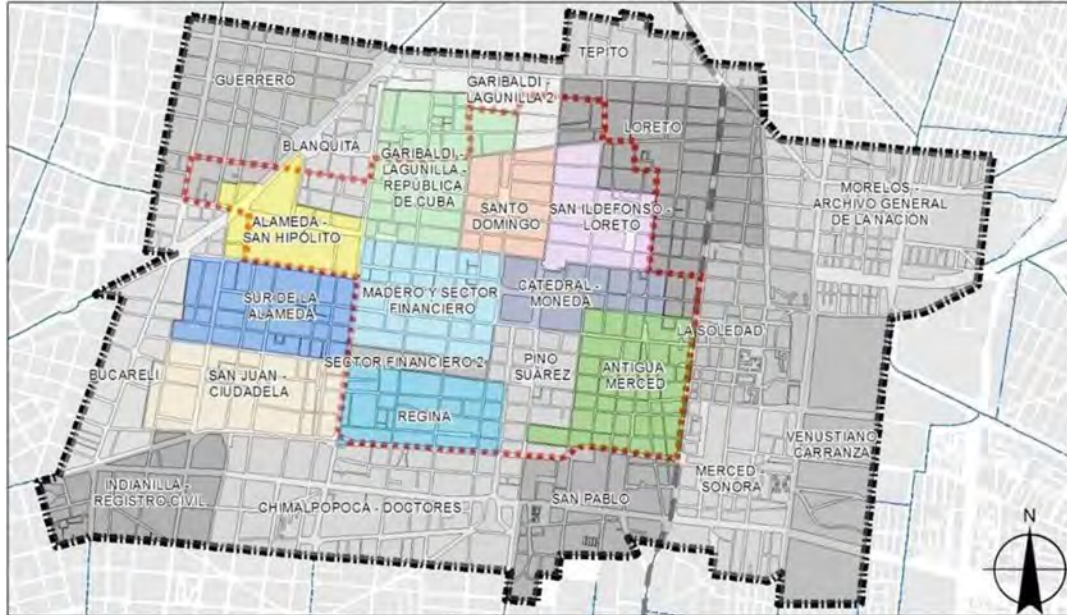 TEPITO
GUERRERO
GARIBALDI -
LAGUNILLA 2
LORETO
BLANQUITA
GARIBALDI -
LAGUNILLA -
REPÚBLICA
DE CUBA
MORELOS -
ARCHIVO GENERAL
DE LA NACIÓN
SANTO
DOMINGO
SAN ILDEFONSO -
LORETO
ALAMEDA -
SAN HIPÓLITO
MADERO Y SECTOR
FINANCIERO
CATEDRAL -
MONEDA
SUR DE LA
ALAMEDA
LA SOLEDAD
SECTOR FINANCIERO 2
PINO
SUÁREZ
ANTIGUA
MERCED
BUCARELI
SAN JUAN -
CIUDADELA
REGINA
VENUSTIANO
CARRANZA
MERCED -
SONORA
INDIANILLA -
REGISTRO CIVIL
SAN PABLO
CHIMALPOPOCA - DOCTORES
N